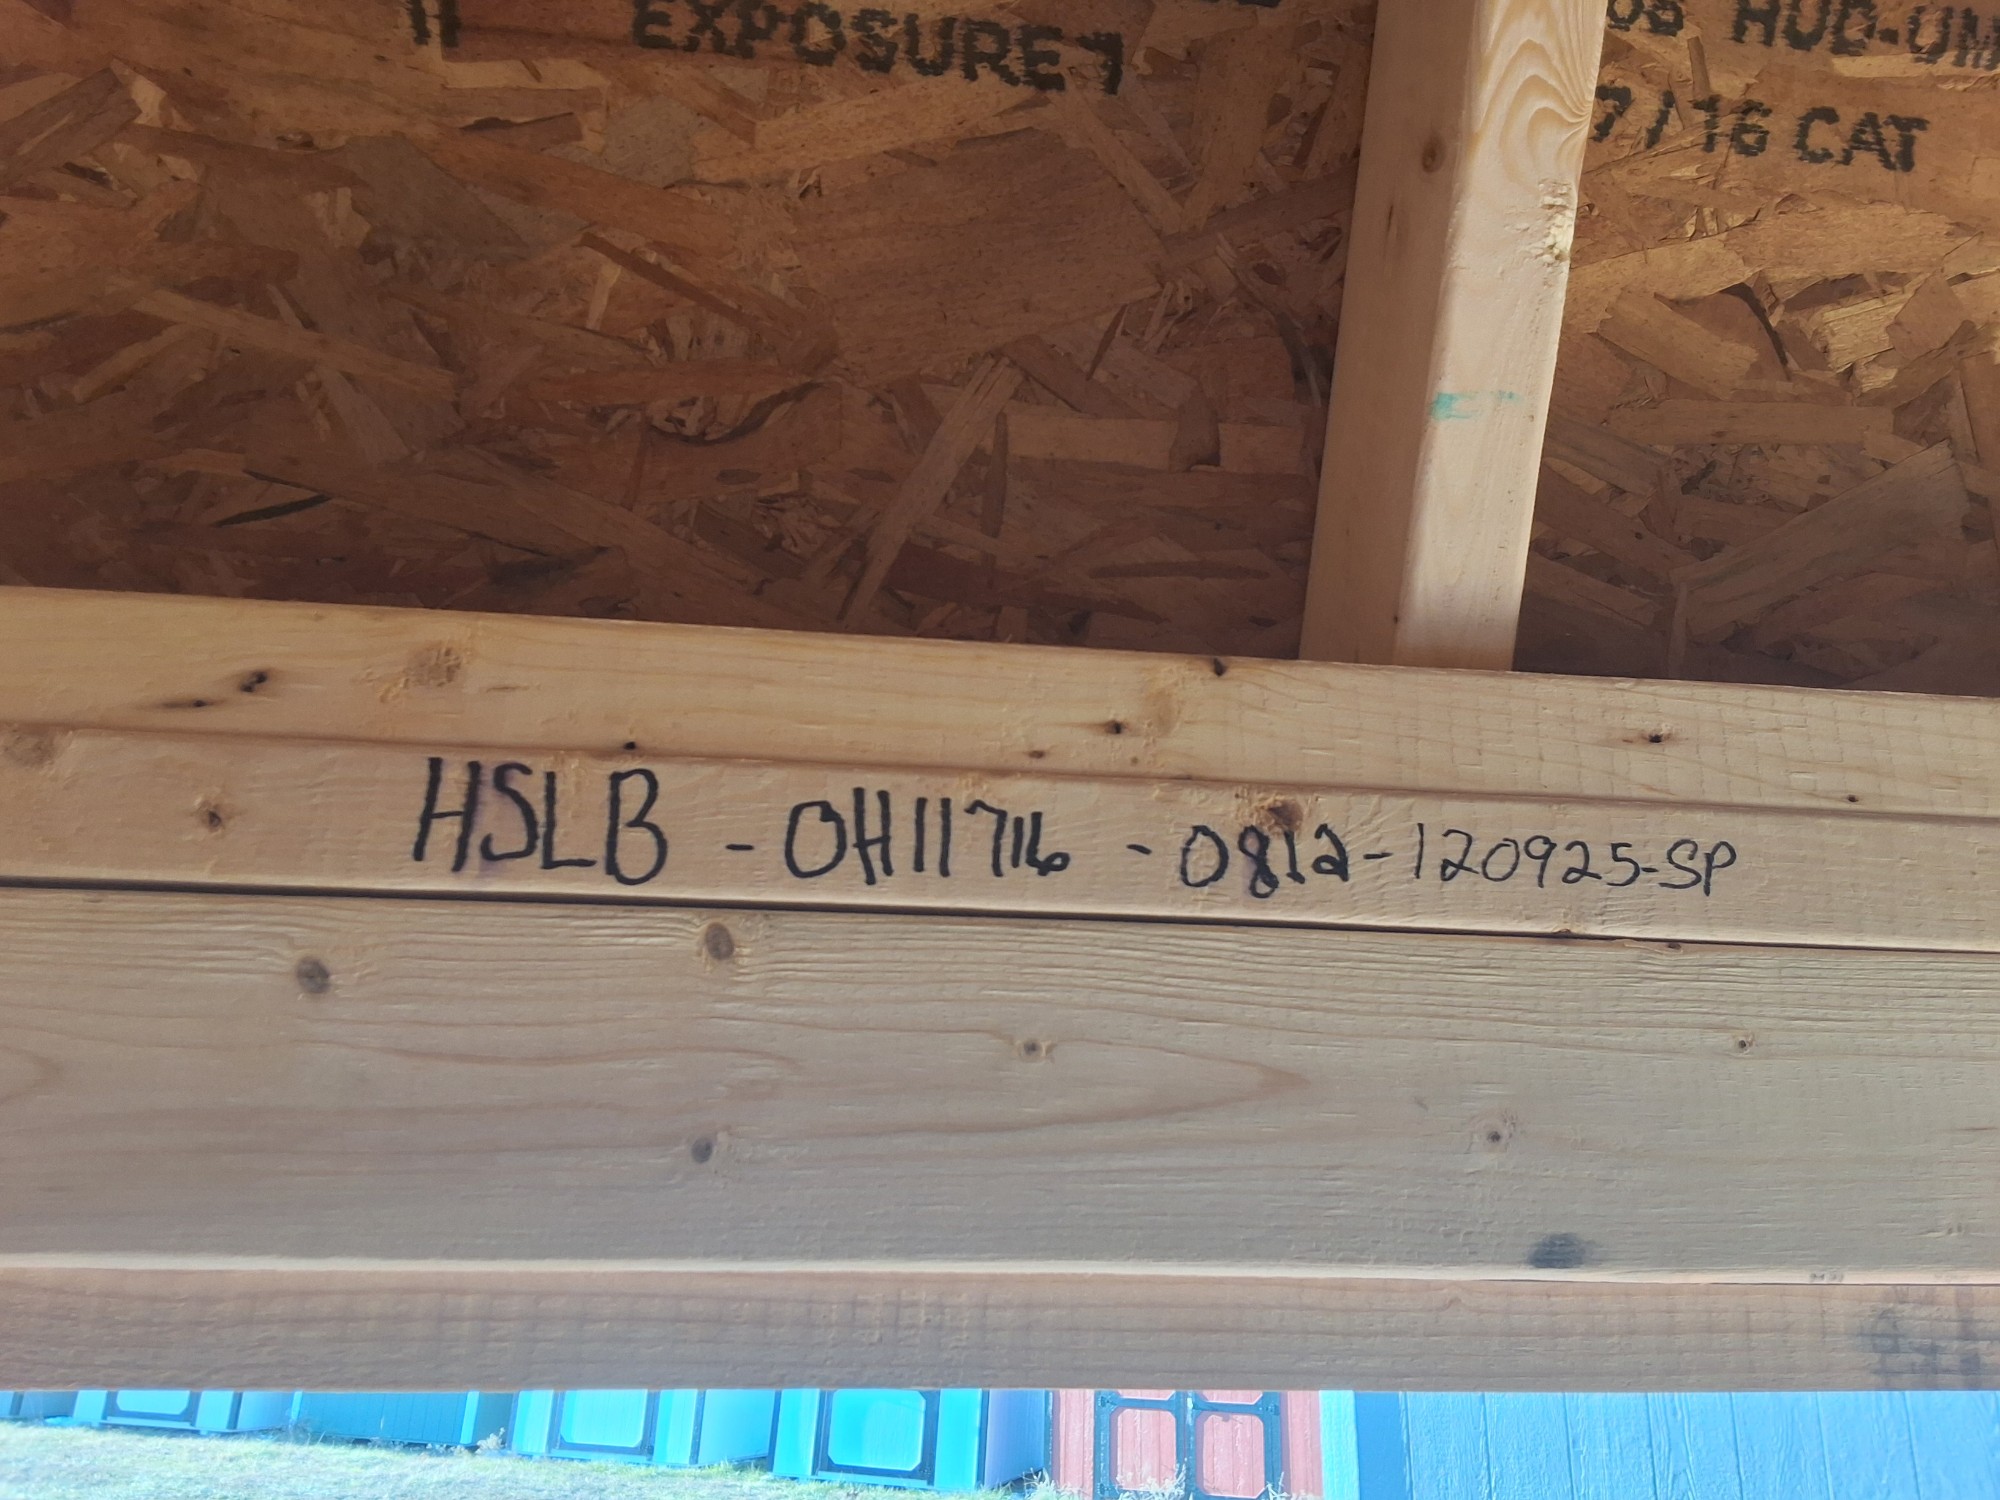 EXPOSURE 1
HUD-UM
7/16 CAT
HSLB - OH11716 - 0812-120925-SP